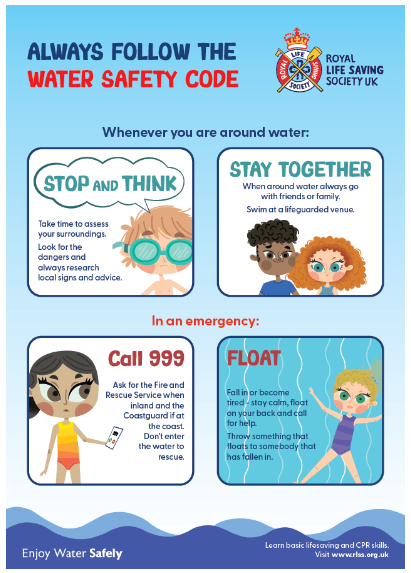 ALWAYS FOLLOW THE
WATER SAFETY CODE
ROYAL
LIFE
SAVING
SOCIETY
ROYAL
LIFE SAVING
SOCIETY UK
Whenever you are around water:
STOP AND THINK
Take time to assess
your surroundings.
Look for the
dangers and
always research
local signs and advice.
STAY TOGETHER
When around water always go
with friends or family.
Swim at a lifeguarded venue.
In an emergency:
Call 999
Ask for the Fire and
Rescue Service when
inland and the
Coastguard if at
the coast.
Don't enter
the water to
rescue.
FLOAT
Fall in or become
tired - stay calm, float
on your back and call
for help.
Throw something that
floats to somebody that
has fallen in.
Enjoy Water Safely
Learn basic lifesaving and CPR skills.
Visit www.rlss.org.uk